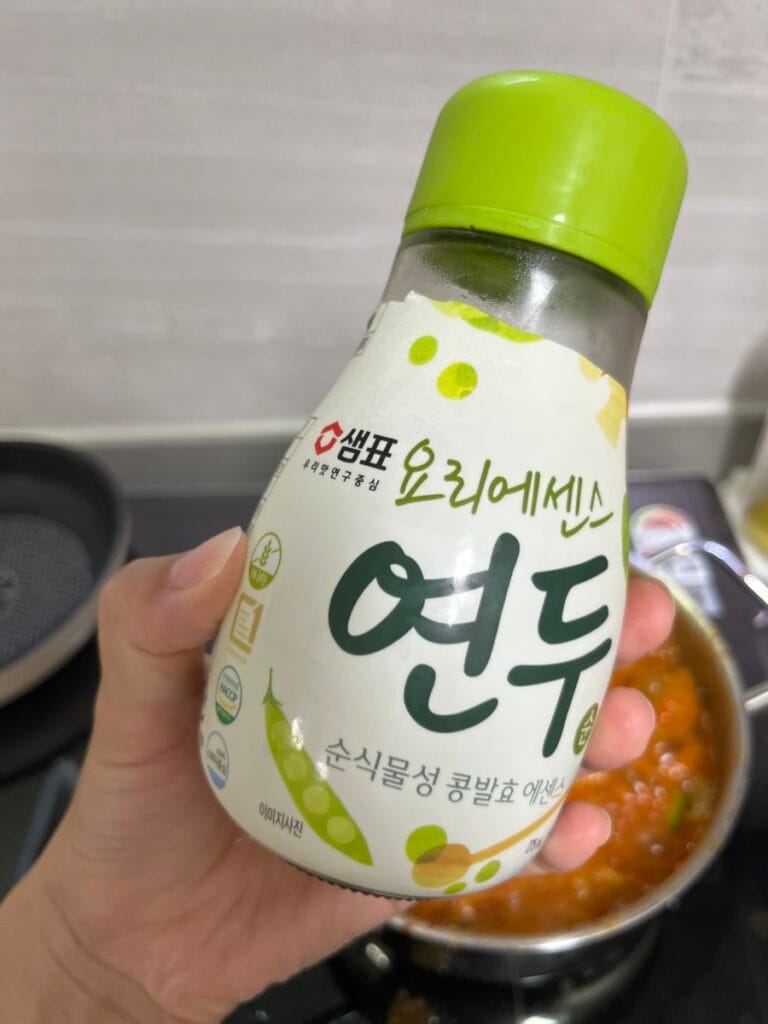 샘표
우리맛연구중심
요리에센스
연두
순
순식물성 콩발효 에센스
HACCP
이미지사진